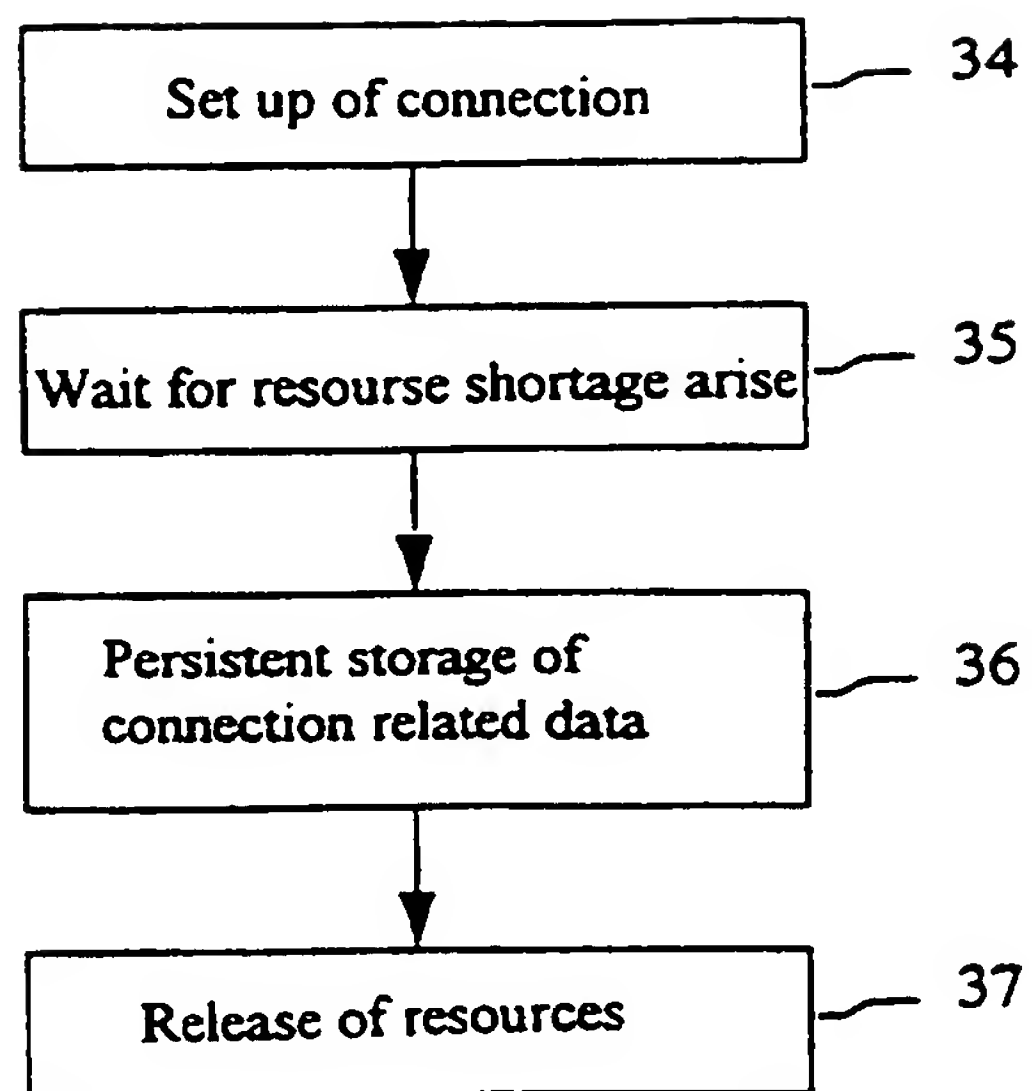 Set up of connection
34
Wait for resourse shortage arise
35
Persistent storage of
connection related data
36
Release of resources
37